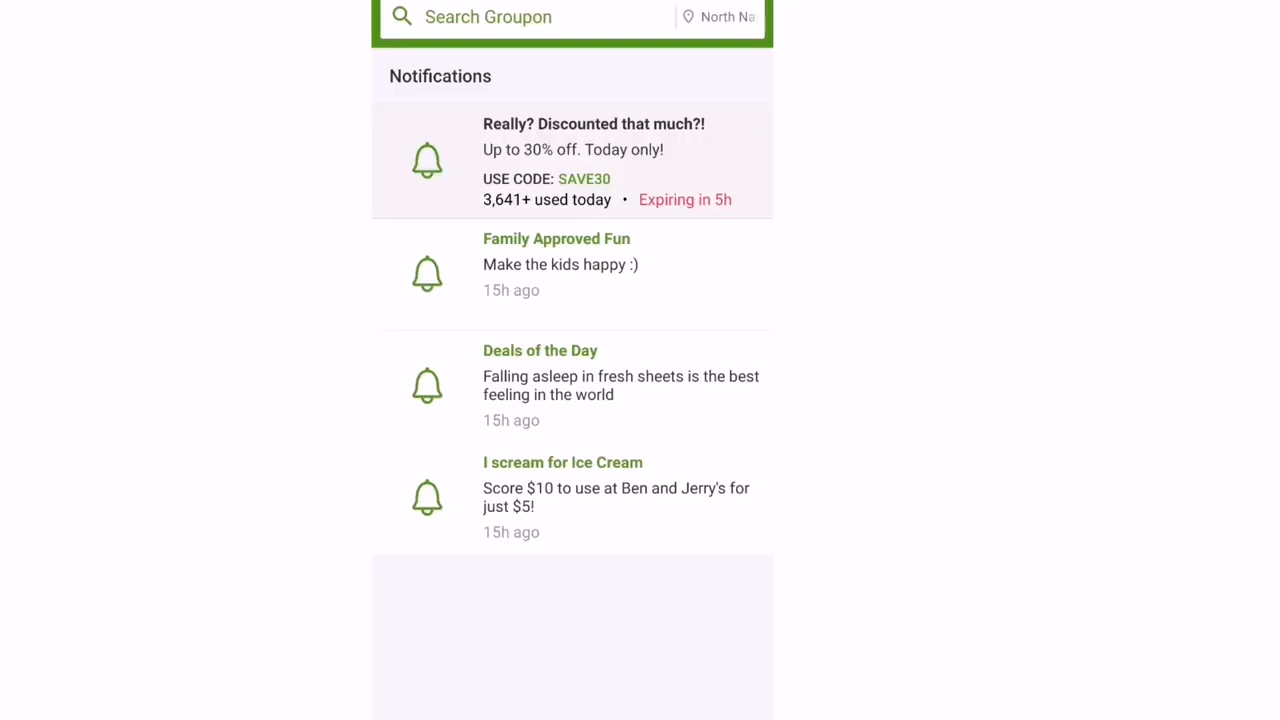 Search Groupon
North Na
Notifications
Really? Discounted that much?!
Up to 30% off. Today only!
USE CODE: SAVE30
3,641+ used today • Expiring in 5h
Family Approved Fun
Make the kids happy :)
15h ago
Deals of the Day
Falling asleep in fresh sheets is the best
feeling in the world
15h ago
I scream for Ice Cream
Score $10 to use at Ben and Jerry's for
just $5!
15h ago